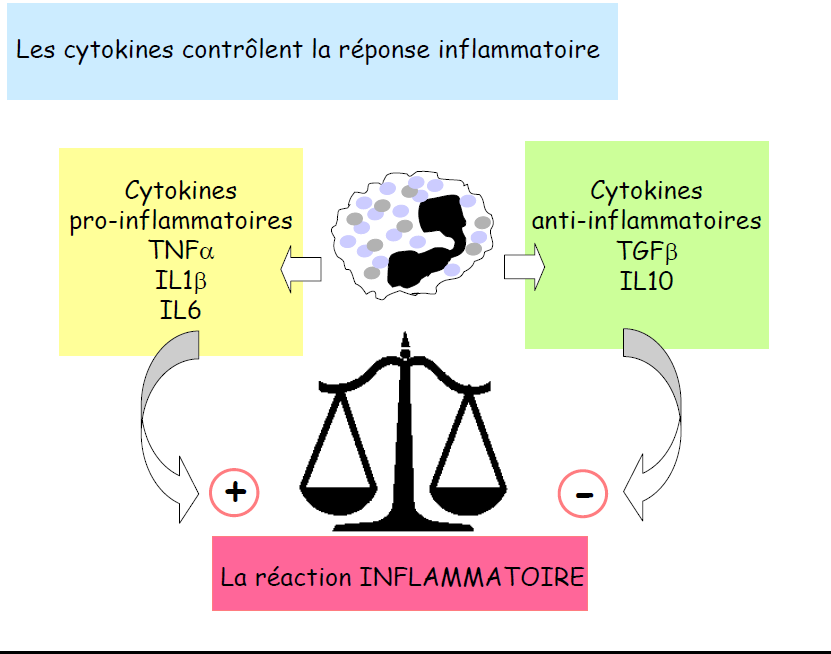 Les cytokines contrôlent la réponse inflammatoire
Cytokines
pro-inflammatoires
TNFα
IL1β
IL6
Cytokines
anti-inflammatoires
TGFβ
IL10
+
-
La réaction INFLAMMATOIRE